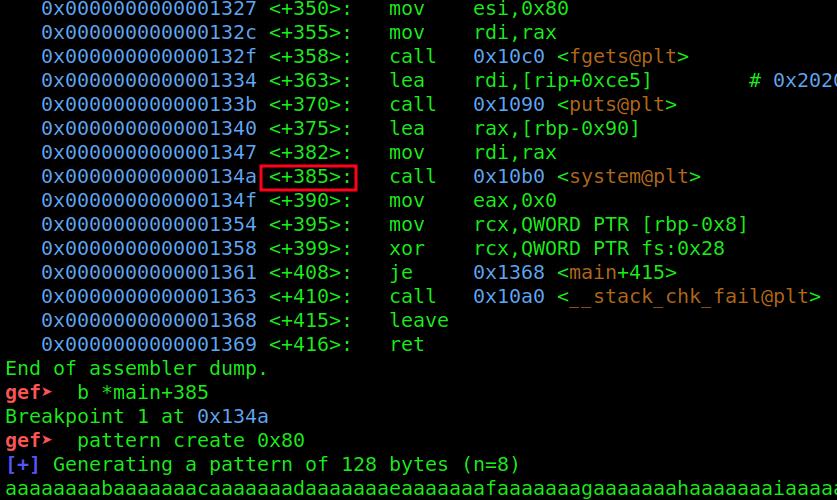 0x0000000000001327 <+350>: mov esi,0x80
0x000000000000132c <+355>: mov rdi,rax
0x000000000000132f <+358>: call 0x10c0 <fgets@plt>
0x0000000000001334 <+363>: lea rdi,[rip+0xce5] # 0x2020
0x000000000000133b <+370>: call 0x1090 <puts@plt>
0x0000000000001340 <+375>: lea rax,[rbp-0x90]
0x0000000000001347 <+382>: mov rdi,rax
0x000000000000134a <+385>: call 0x10b0 <system@plt>
0x000000000000134f <+390>: mov eax,0x0
0x0000000000001354 <+395>: mov rcx,QWORD PTR [rbp-0x8]
0x0000000000001358 <+399>: xor rcx,QWORD PTR fs:0x28
0x0000000000001361 <+408>: je 0x1368 <main+415>
0x0000000000001363 <+410>: call 0x10a0 <__stack_chk_fail@plt>
0x0000000000001368 <+415>: leave
0x0000000000001369 <+416>: ret
End of assembler dump.
gef➤ b *main+385
Breakpoint 1 at 0x134a
gef➤ pattern create 0x80
[+] Generating a pattern of 128 bytes (n=8)
aaaaaaaabaaaaaaacaaaaaaadaaaaaaaeaaaaaaafaaaaaaagaaaaaaahaaaaaaaiaaaaa